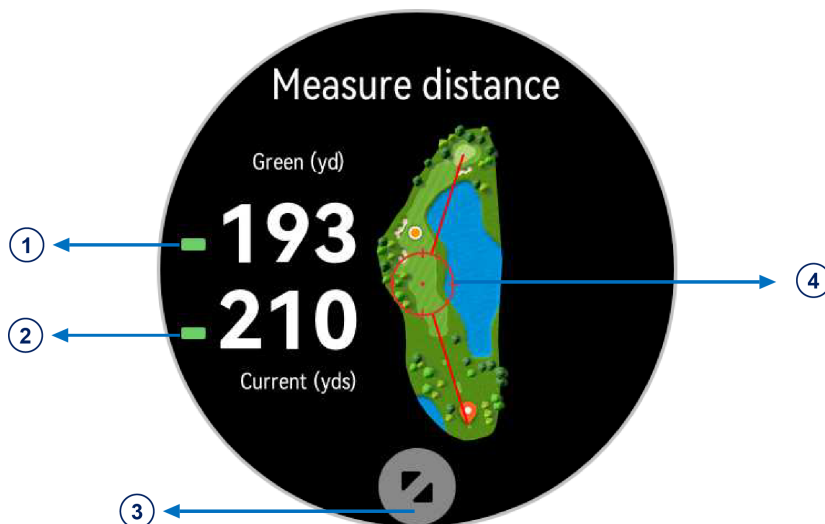 Measure distance
Green (yd)
193
1
210
4
2
Current (yds)
3